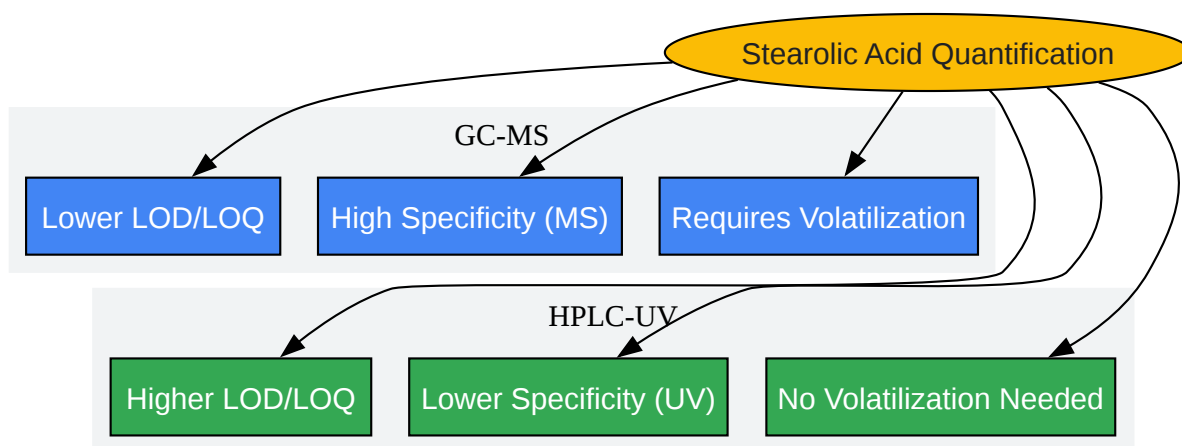 Stearolic Acid Quantification
GC-MS
Lower LOD/LOQ
High Specificity (MS)
Requires Volatilization
HPLC-UV
Higher LOD/LOQ
Lower Specificity (UV)
No Volatilization Needed